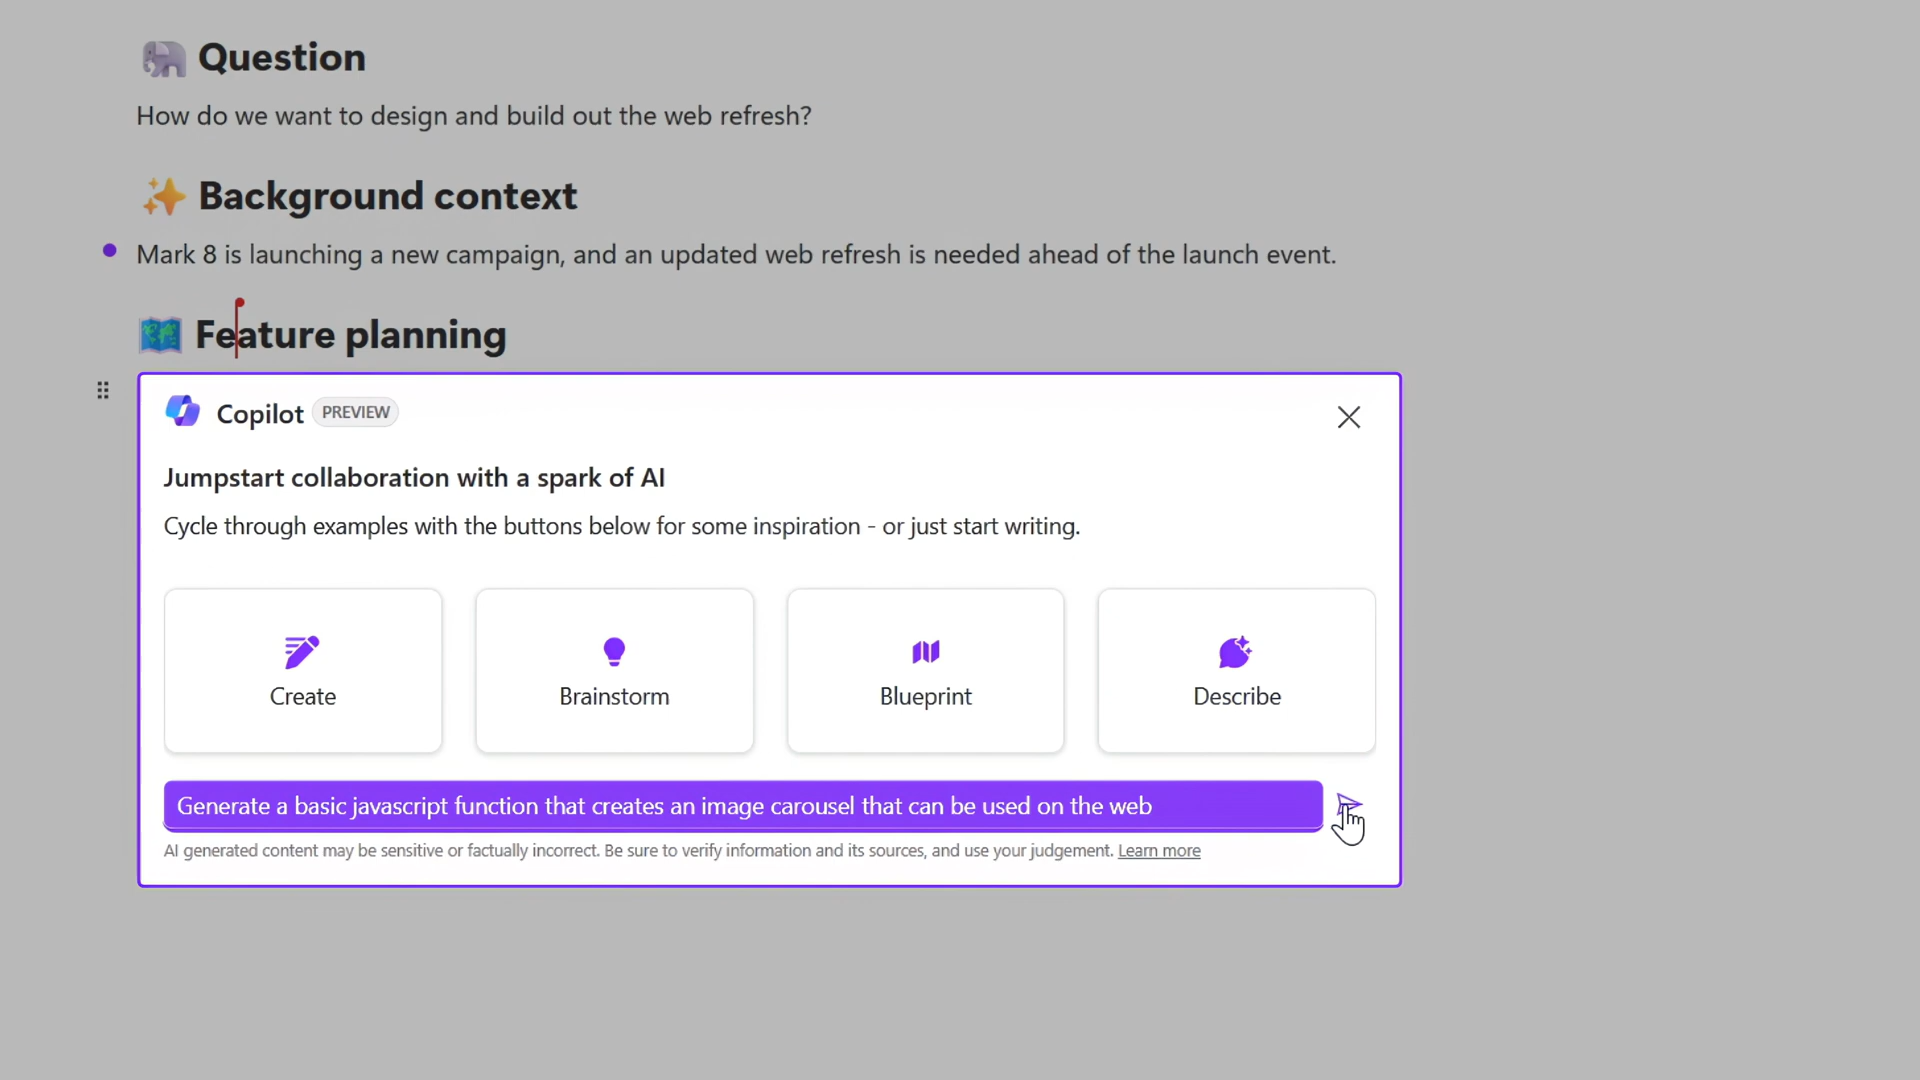 Question
How do we want to design and build out the web refresh?
Background context
Mark 8 is launching a new campaign, and an updated web refresh is needed ahead of the launch event.
Feature planning
Copilot PREVIEW
Jumpstart collaboration with a spark of AI
Cycle through examples with the buttons below for some inspiration - or just start writing.
Create Brainstorm Blueprint Describe
Generate a basic javascript function that creates an image carousel that can be used on the web
AI generated content may be sensitive or factually incorrect. Be sure to verify information and its sources, and use your judgement. Learn more